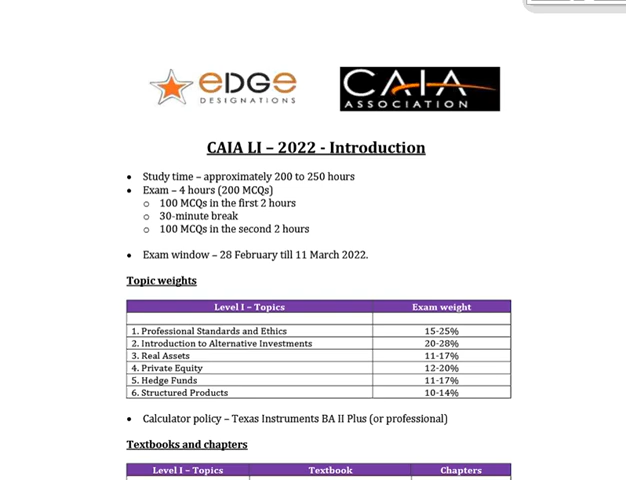 eDGe
DESIGNATIONS
CAIA
ASSOCIATION
CAIA LI – 2022 - Introduction
• Study time – approximately 200 to 250 hours
• Exam – 4 hours (200 MCQs)
o 100 MCQs in the first 2 hours
o 30-minute break
o 100 MCQs in the second 2 hours
• Exam window – 28 February till 11 March 2022.
Topic weights
Level I – Topics Exam weight
1. Professional Standards and Ethics 15-25%
2. Introduction to Alternative Investments 20-28%
3. Real Assets 11-17%
4. Private Equity 12-20%
5. Hedge Funds 11-17%
6. Structured Products 10-14%
• Calculator policy – Texas Instruments BA II Plus (or professional)
Textbooks and chapters
Level I – Topics Textbook Chapters